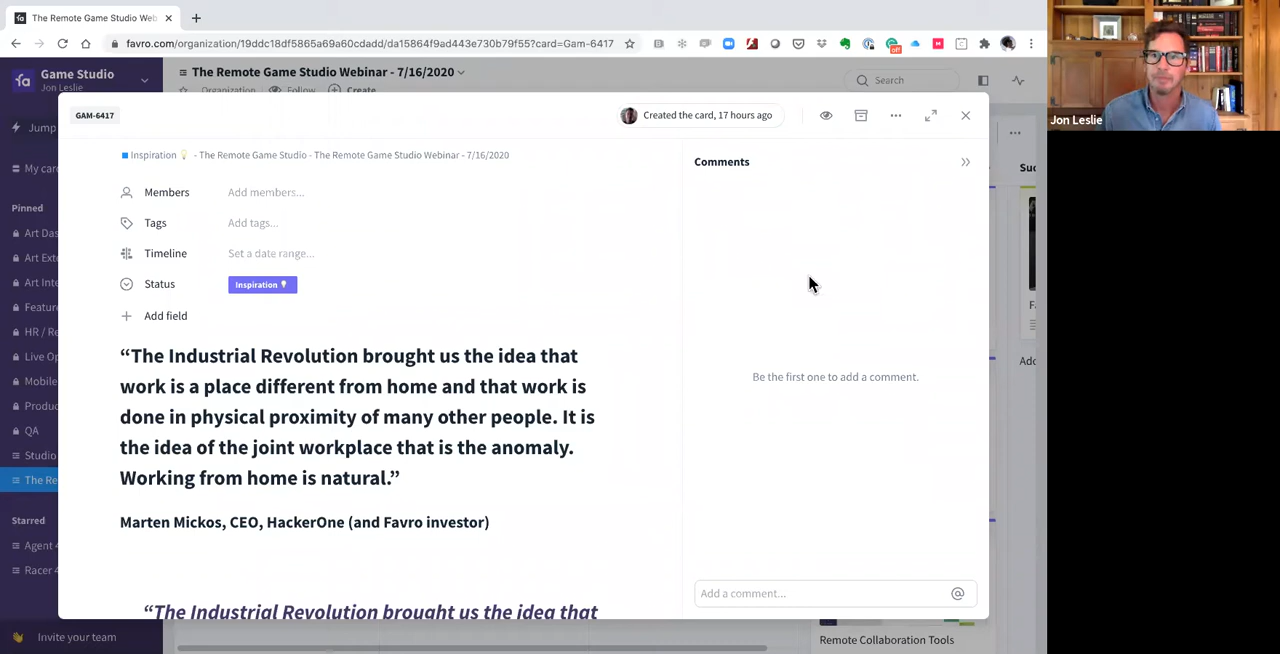 The Remote Game Studio Web
favro.com/organization/19ddc18df5865a69a60cdadd/da15864f9ad443e730b79f55?card=Gam-6417
off
Game Studio
Jon Leslie
The Remote Game Studio Webinar - 7/16/2020
Organization Follow Create
Search
Jump
My car
Pinned
Art Das
Art Exte
Art Inte
Feature
HR / Re
Live Op
Mobile
Produc
QA
Studio
The Re
Starred
Agent
Racer 4
Invite your team
GAM-6417
Created the card, 17 hours ago
Inspiration - The Remote Game Studio - The Remote Game Studio Webinar - 7/16/2020
Members Add members...
Tags Add tags...
Timeline Set a date range...
Status Inspiration
Add field
“The Industrial Revolution brought us the idea that
work is a place different from home and that work is
done in physical proximity of many other people. It is
the idea of the joint workplace that is the anomaly.
Working from home is natural.”
Marten Mickos, CEO, HackerOne (and Favro investor)
“The Industrial Revolution brought us the idea that
Comments
Be the first one to add a comment.
Add a comment...
Suc
Remote Collaboration Tools
Jon Leslie